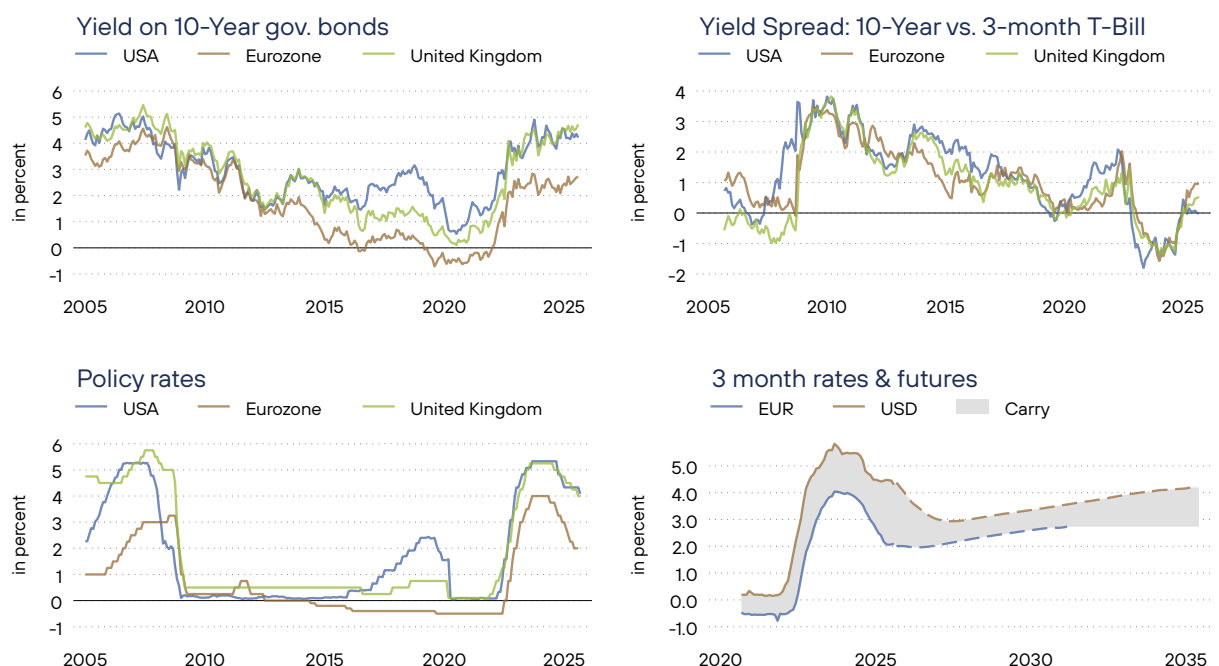 Yield on 10-Year gov. bonds
USA Eurozone United Kingdom
in percent
6
5
4
3
2
1
0
-1
2005 2010 2015 2020 2025
Yield Spread: 10-Year vs. 3-month T-Bill
USA Eurozone United Kingdom
in percent
4
3
2
1
0
-1
-2
2005 2010 2015 2020 2025
Policy rates
USA Eurozone United Kingdom
in percent
6
5
4
3
2
1
0
-1
2005 2010 2015 2020 2025
3 month rates & futures
EUR USD Carry
in percent
5.0
4.0
3.0
2.0
1.0
0.0
-1.0
2020 2025 2030 2035